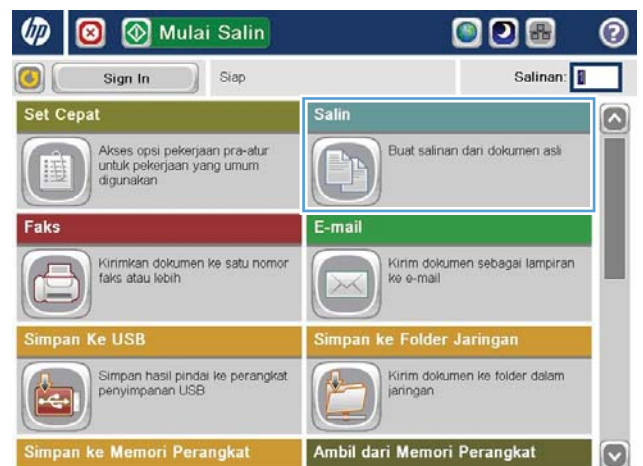 hp
Mulai Salin
?
Sign In
Siap
Salinan: 1
Set Cepat
Akses opsi pekerjaan pra-atur
untuk pekerjaan yang umum
digunakan
Salin
Buat salinan dari dokumen asli
Faks
Kirimkan dokumen ke satu nomor
faks atau lebih
E-mail
Kirim dokumen sebagai lampiran
ke e-mail
Simpan Ke USB
Simpan hasil pindai ke perangkat
penyimpanan USB
Simpan ke Folder Jaringan
Kirim dokumen ke folder dalam
jaringan
Simpan ke Memori Perangkat
Ambil dari Memori Perangkat